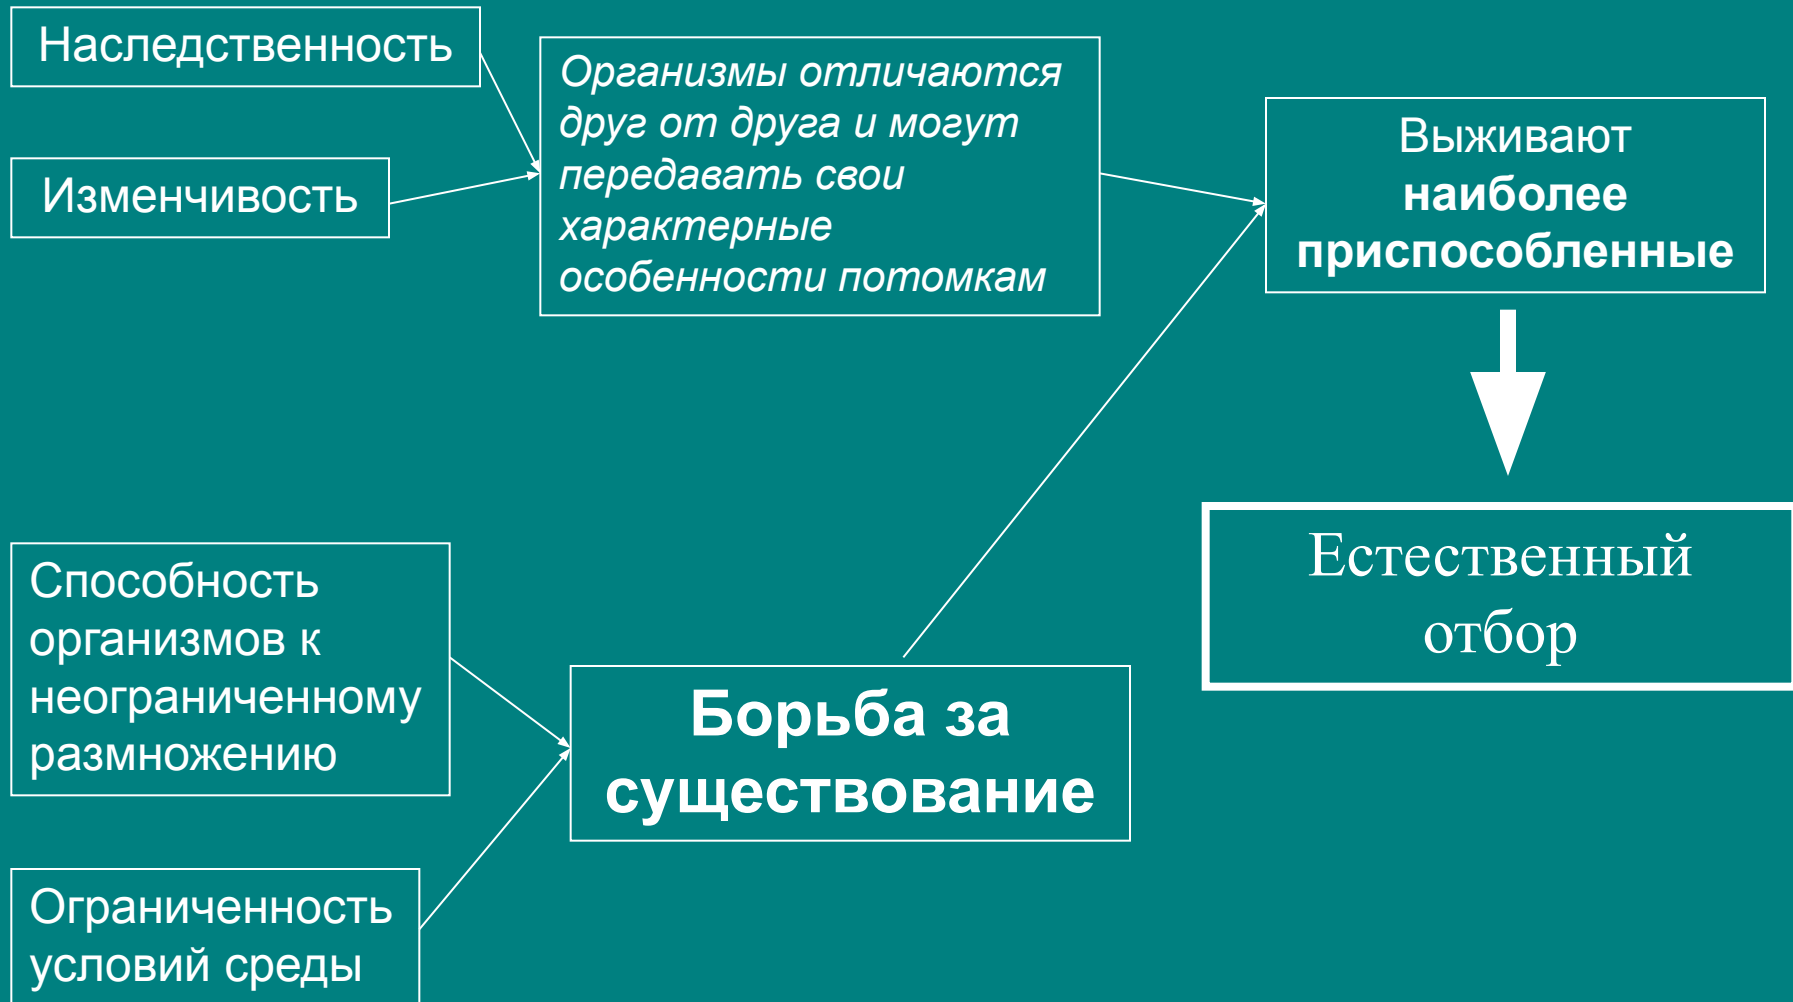 Наследственность
Изменчивость
Организмы отличаются
друг от друга и могут
передавать свои
характерные
особенности потомкам
Выживают
наиболее
приспособленные
Естественный
отбор
Способность
организмов к
неограниченному
размножению
Борьба за
существование
Ограниченность
условий среды